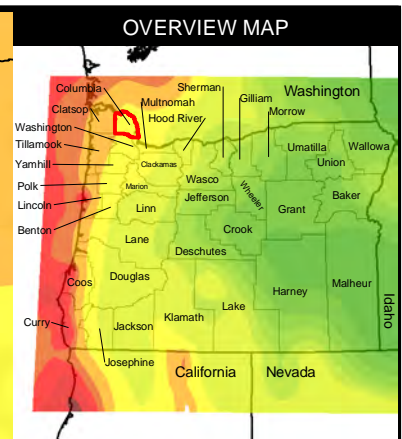 OVERVIEW MAP
Columbia
Clatsop
Sherman
Multnomah
Hood River
Gilliam
Morrow
Washington
Washington
Tillamook
Yamhill
Polk
Lincoln
Benton
Clackamas
Marion
Linn
Wasco
Jefferson
Wheeler
Umatilla
Union
Wallowa
Baker
Grant
Crook
Lane
Deschutes
Coos
Douglas
Curry
Jackson
Klamath
Lake
Harney
Malheur
Idaho
Josephine
California
Nevada